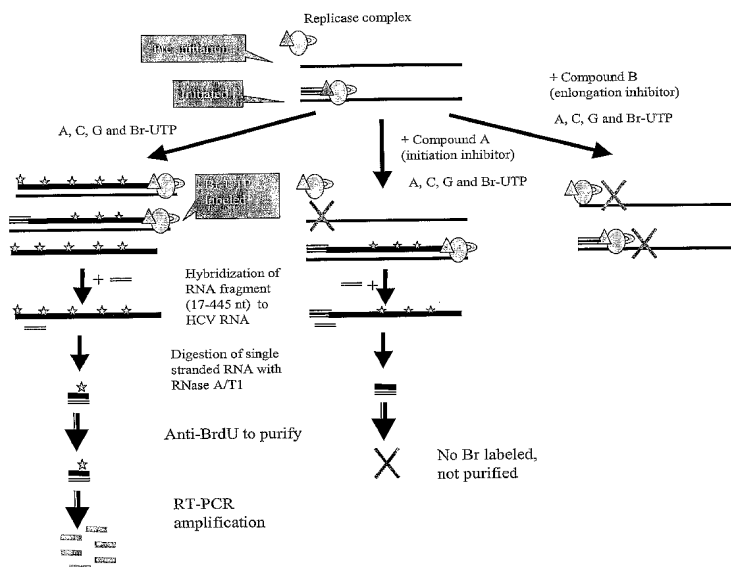 Replicase complex
Pre-initiation
Initiated
+ Compound B
(enlongation inhibitor)
A, C, G and Br-UTP
A, C, G and Br-UTP
+ Compound A
(initiation inhibitor)
A, C, G and Br-UTP
Br-UTP
labeled
+
Hybridization of
RNA fragment
(17-445 nt) to
HCV RNA
+
Digestion of single
stranded RNA with
RNase A/T1
Anti-BrdU to purify
No Br labeled,
not purified
RT-PCR
amplification